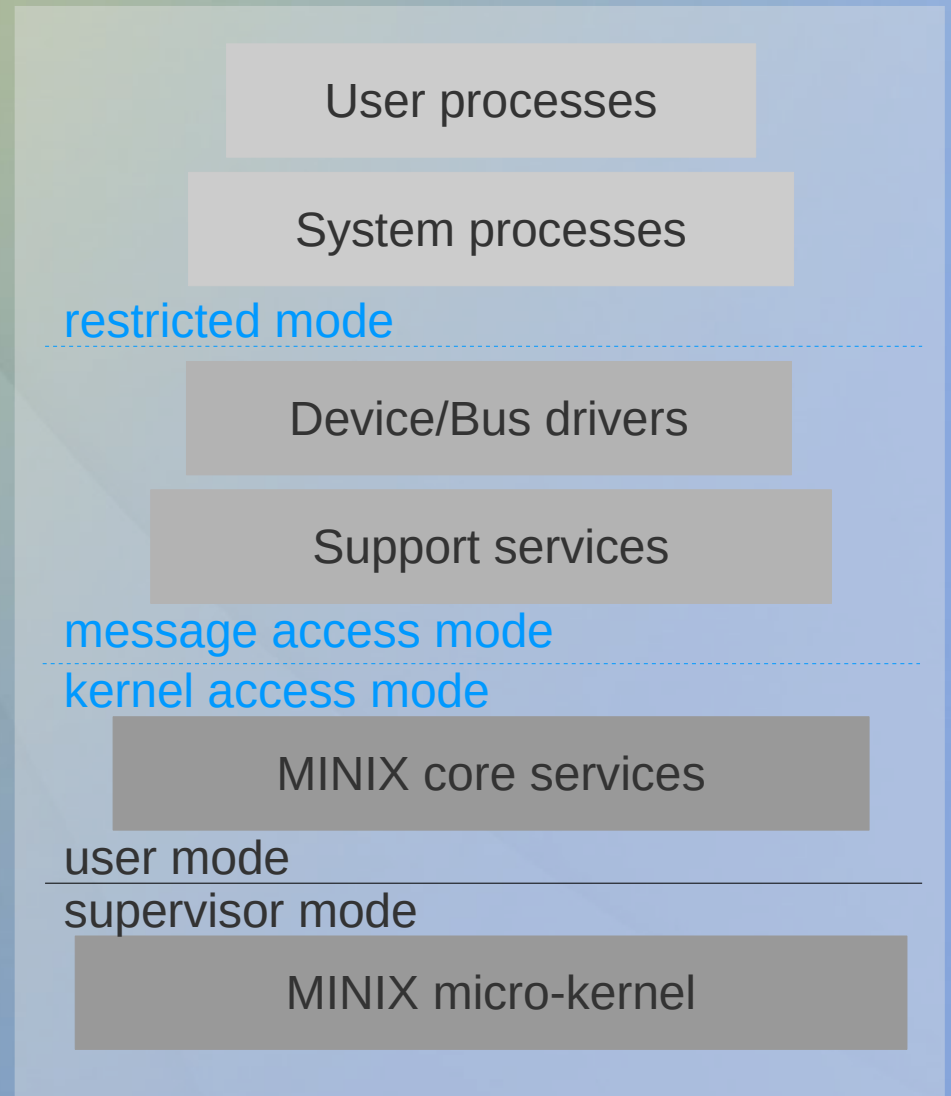 User processes
System processes
restricted mode
Device/Bus drivers
Support services
message access mode
kernel access mode
MINIX core services
user mode
supervisor mode
MINIX micro-kernel